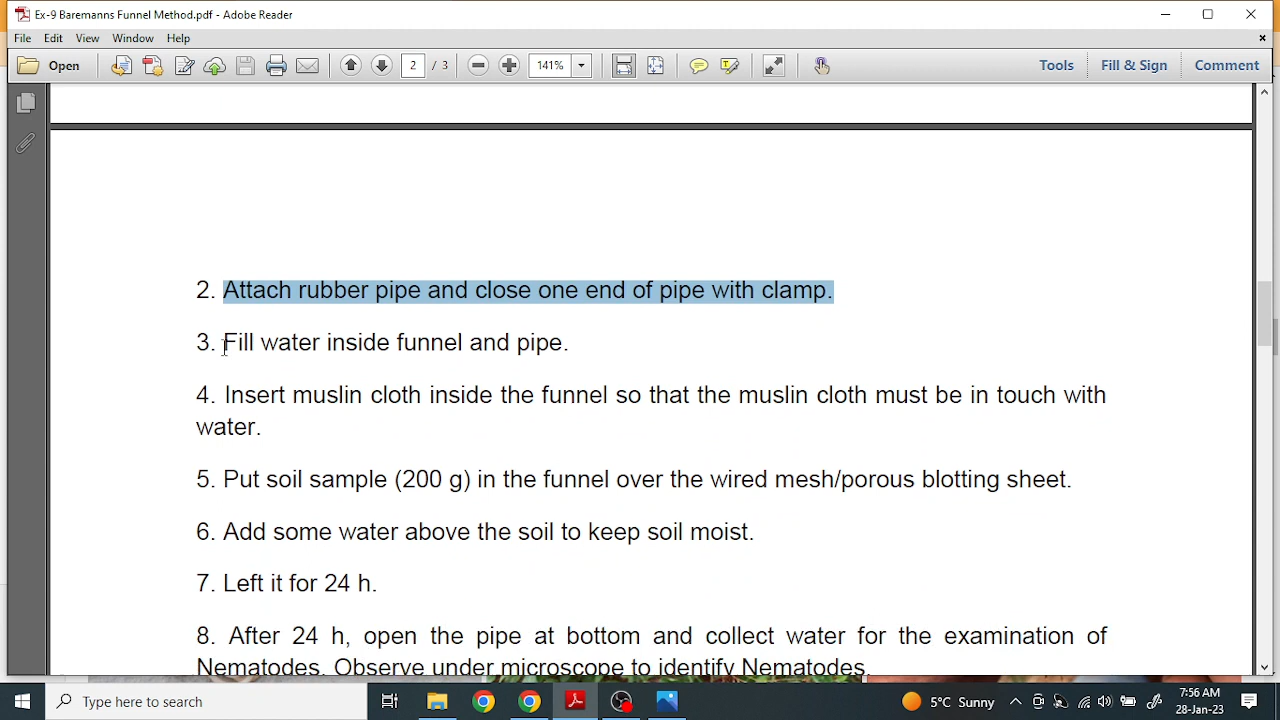 Ex-9 Baremanns Funnel Method.pdf - Adobe Reader
File Edit View Window Help
Open 2 / 3 141% Tools Fill & Sign Comment
2. Attach rubber pipe and close one end of pipe with clamp.
3. Fill water inside funnel and pipe.
4. Insert muslin cloth inside the funnel so that the muslin cloth must be in touch with
water.
5. Put soil sample (200 g) in the funnel over the wired mesh/porous blotting sheet.
6. Add some water above the soil to keep soil moist.
7. Left it for 24 h.
8. After 24 h, open the pipe at bottom and collect water for the examination of
Nematodes. Observe under microscope to identify Nematodes
Type here to search
5°C Sunny
7:56 AM
28-Jan-23